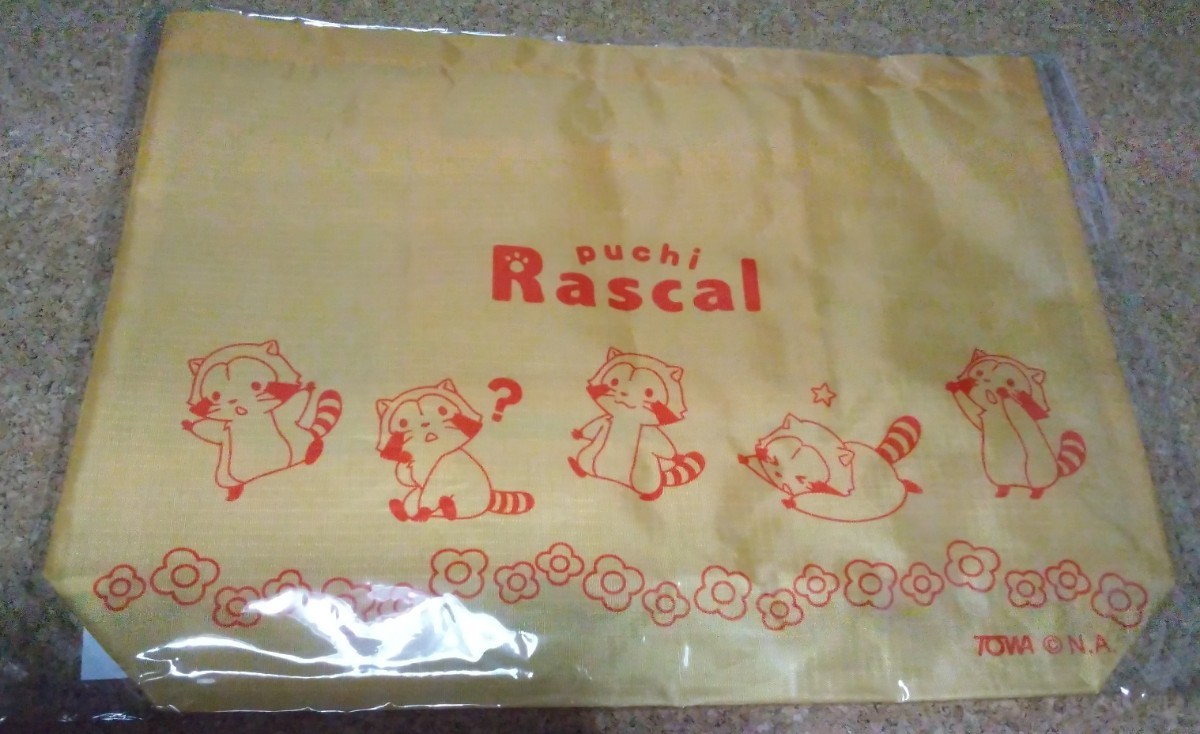 puchi
Rascal
?
TOWA © N.A.